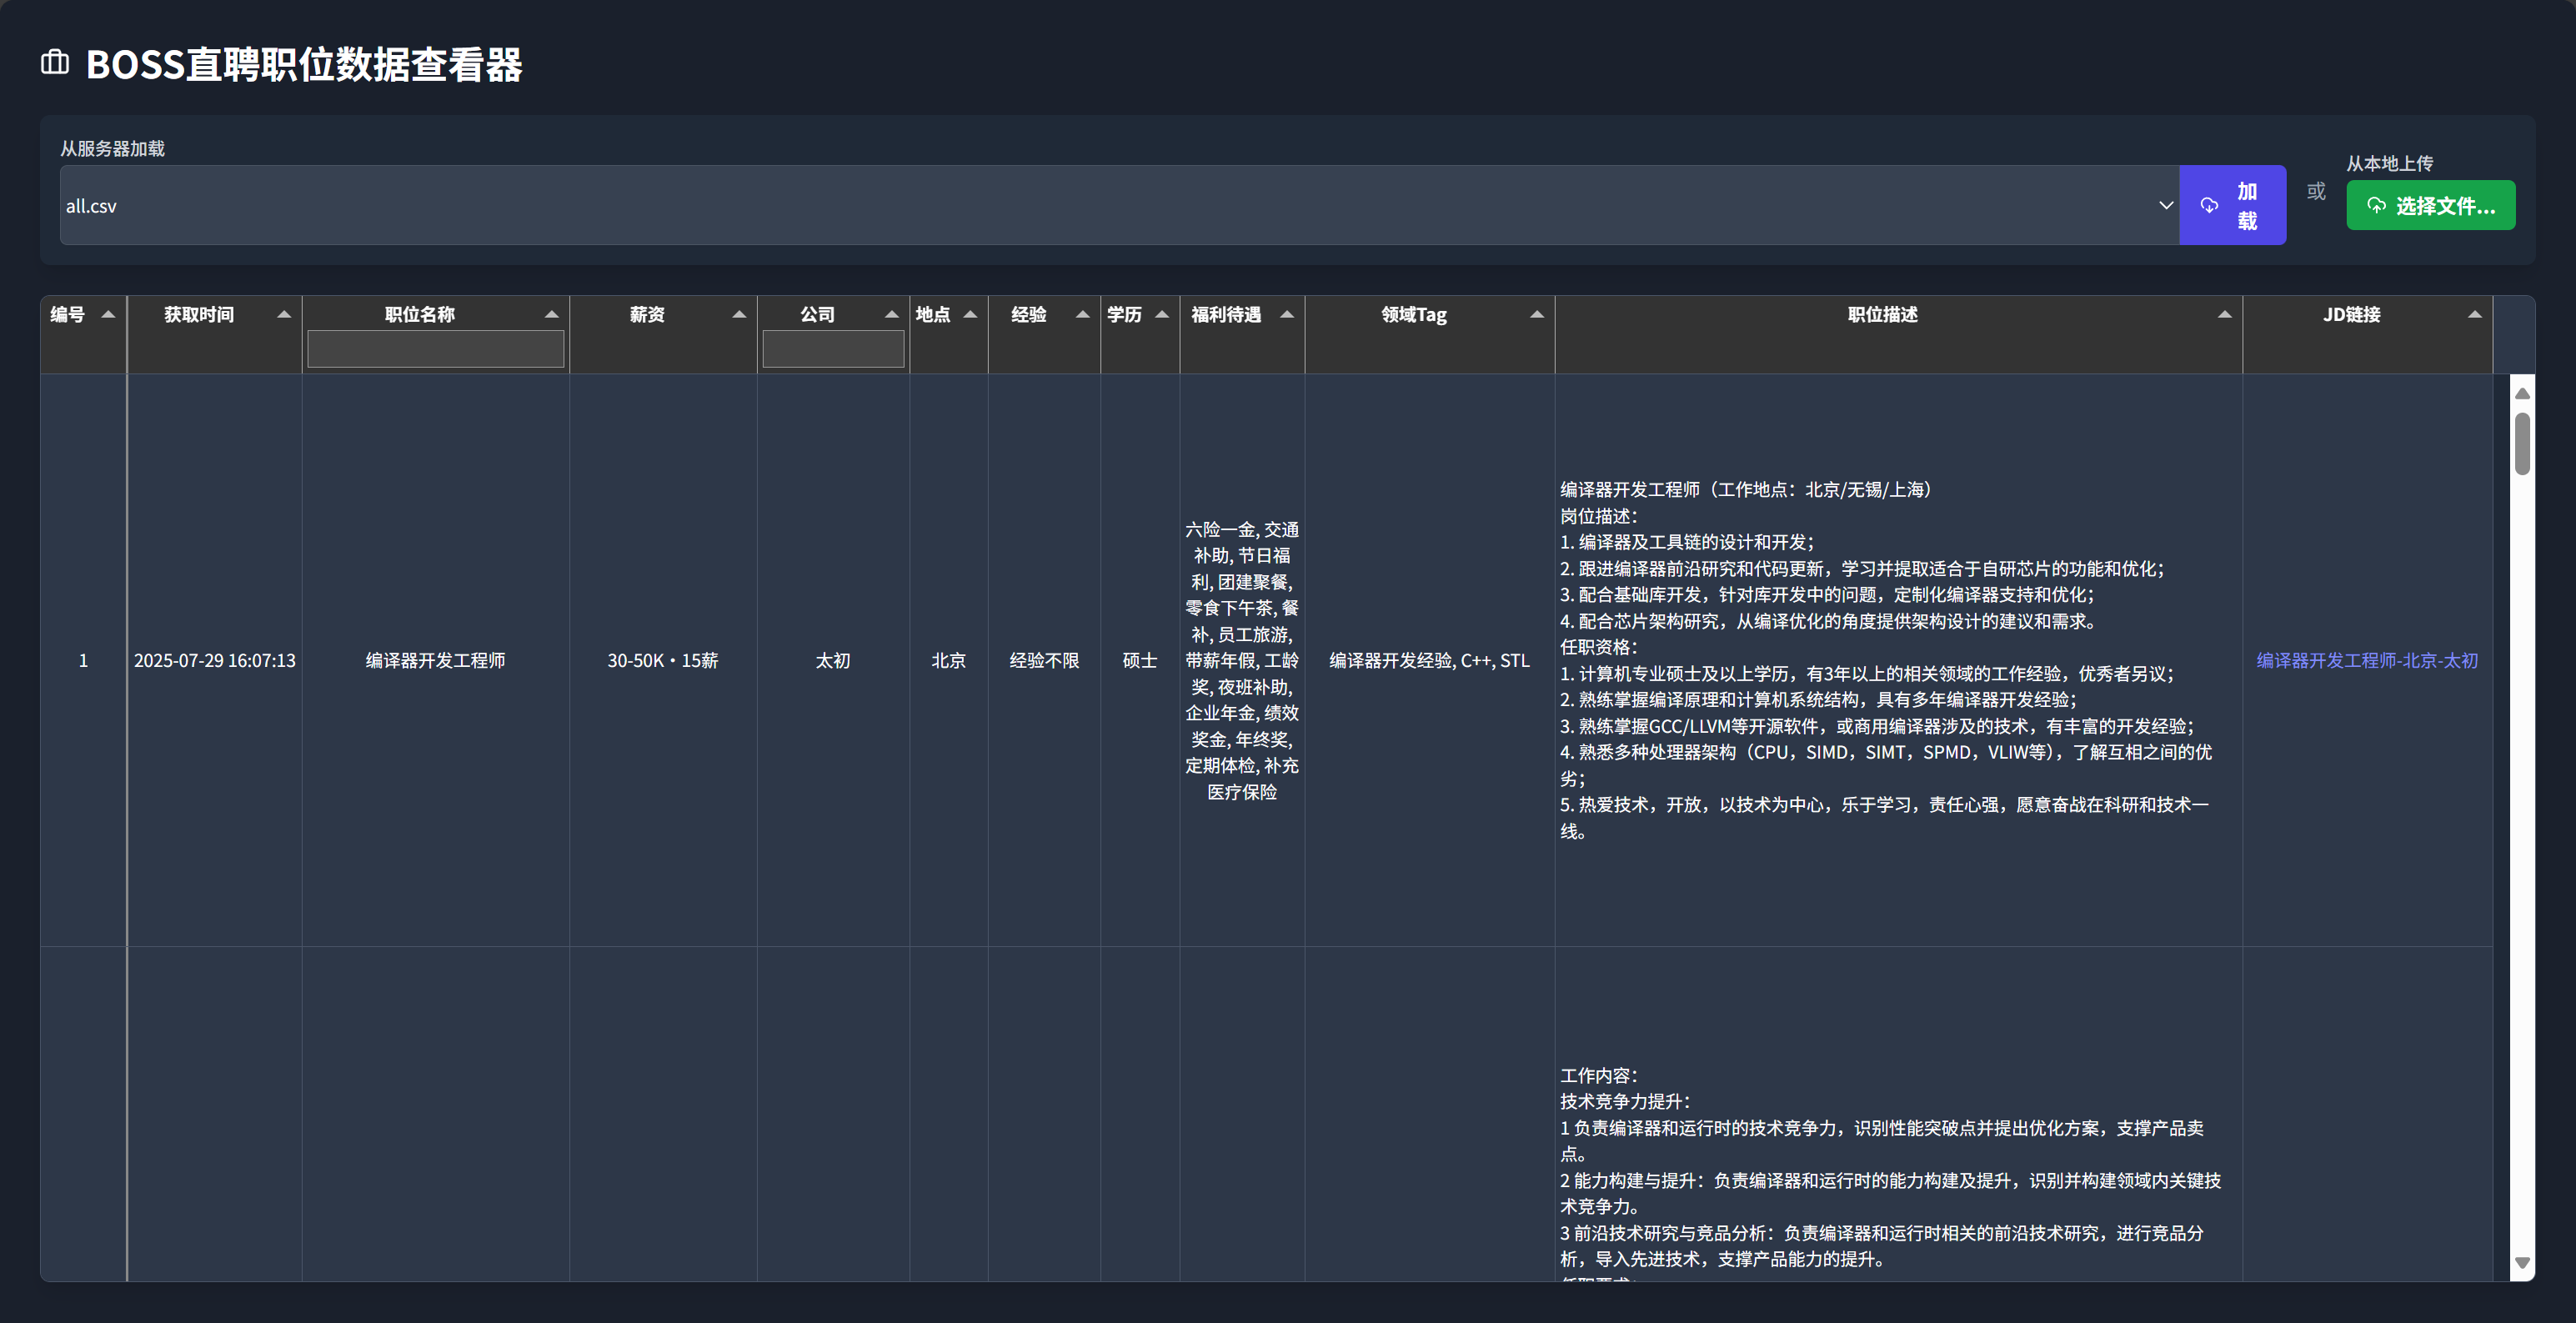 BOSS直聘职位数据查看器
从服务器加载
all.csv
加
载
或
从本地上传
选择文件...
编号 获取时间 职位名称 薪资 公司 地点 经验 学历 福利待遇 领域Tag 职位描述 JD链接
1
2025-07-29 16:07:13
编译器开发工程师
30-50K·15薪
太初
北京
经验不限
硕士
六险一金, 交通
补助, 节日福
利, 团建聚餐,
零食下午茶, 餐
补, 员工旅游,
带薪年假, 工龄
奖, 夜班补助,
企业年金, 绩效
奖金, 年终奖,
定期体检, 补充
医疗保险
编译器开发经验, C++, STL
编译器开发工程师（工作地点：北京/无锡/上海）
岗位描述：
1. 编译器及工具链的设计和开发；
2. 跟进编译器前沿研究和代码更新，学习并提取适合于自研芯片的功能和优化；
3. 配合基础库开发，针对库开发中的问题，定制化编译器支持和优化；
4. 配合芯片架构研究，从编译优化的角度提供架构设计的建议和需求。
任职资格：
1. 计算机专业硕士及以上学历，有3年以上的相关领域的工作经验，优秀者另议；
2. 熟练掌握编译原理和计算机系统结构，具有多年编译器开发经验；
3. 熟练掌握GCC/LLVM等开源软件，或商用编译器涉及的技术，有丰富的开发经验；
4. 熟悉多种处理器架构（CPU，SIMD，SIMT，SPMD，VLIW等），了解互相之间的优
劣；
5. 热爱技术，开放，以技术为中心，乐于学习，责任心强，愿意奋战在科研和技术一
线。
编译器开发工程师-北京-太初
工作内容：
技术竞争力提升：
1 负责编译器和运行时的技术竞争力，识别性能突破点并提出优化方案，支撑产品卖
点。
2 能力构建与提升：负责编译器和运行时的能力构建及提升，识别并构建领域内关键技
术竞争力。
3 前沿技术研究与竞品分析：负责编译器和运行时相关的前沿技术研究，进行竞品分
析，导入先进技术，支撑产品能力的提升。